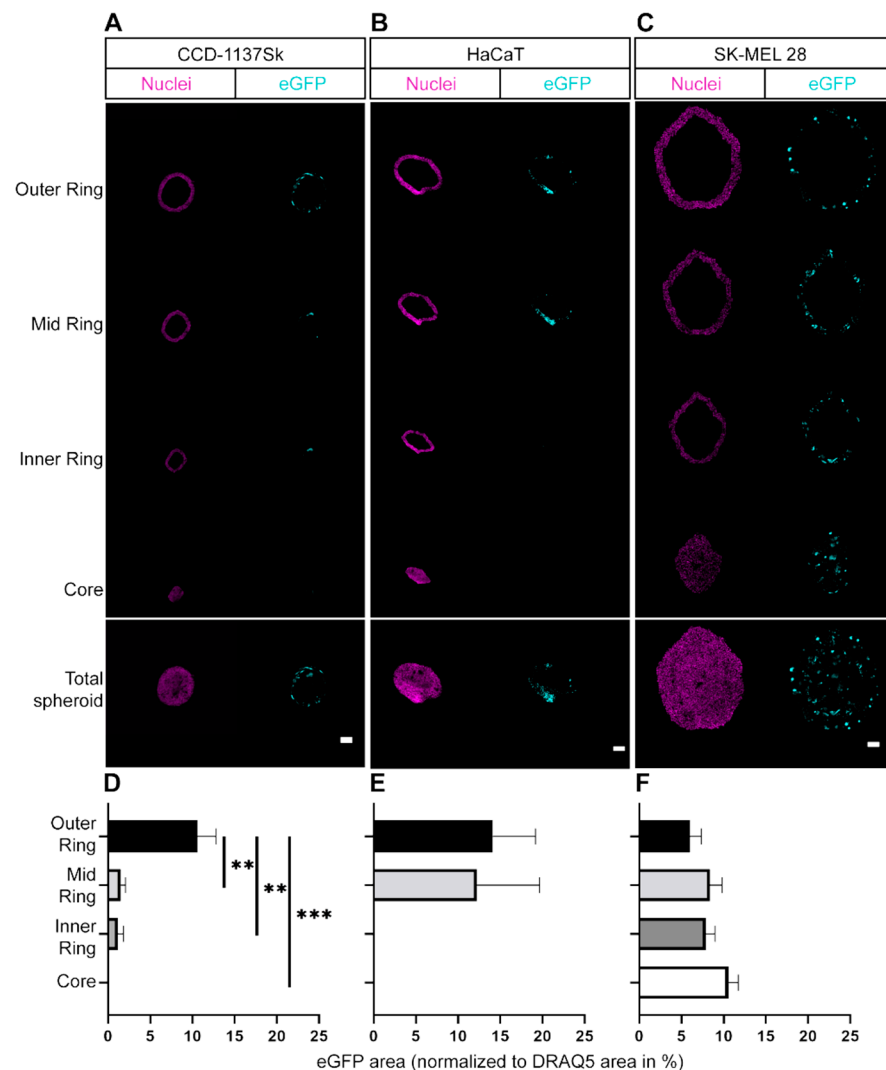 A
B
C
CCD-1137Sk
HaCaT
SK-MEL 28
Nuclei
eGFP
Nuclei
eGFP
Nuclei
eGFP
Outer Ring
Mid Ring
Inner Ring
Core
Total
spheroid
D
E
F
Outer
Ring
Mid
Ring
Inner
Ring
Core
**
**
***
0 5 10 15 20 25
0 5 10 15 20 25
0 5 10 15 20 25
eGFP area (normalized to DRAQ5 area in %)